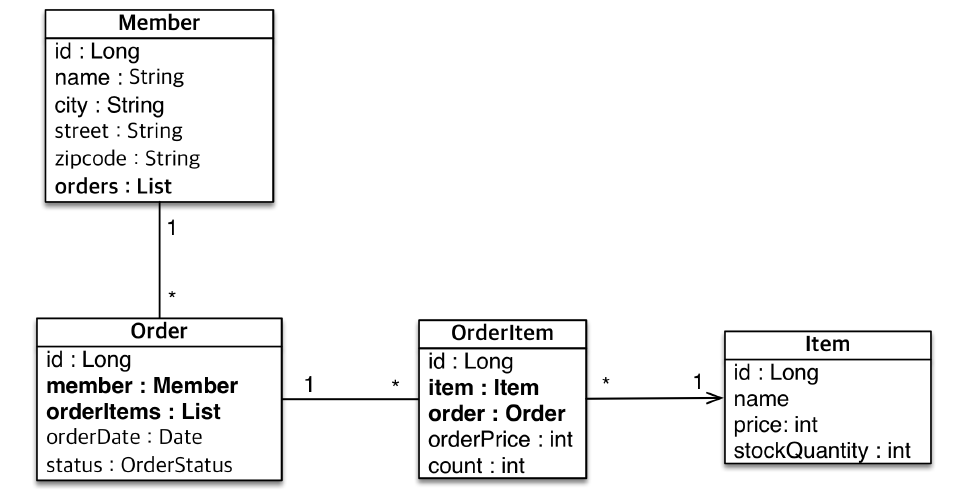 Member
id : Long
name : String
city : String
street : String
zipcode : String
orders : List
1
*
Order
id : Long
member : Member
orderItems : List
orderDate : Date
status : OrderStatus
1
*
OrderItem
id : Long
item : Item
order : Order
orderPrice : int
count : int
*
1
Item
id : Long
name
price: int
stockQuantity : int